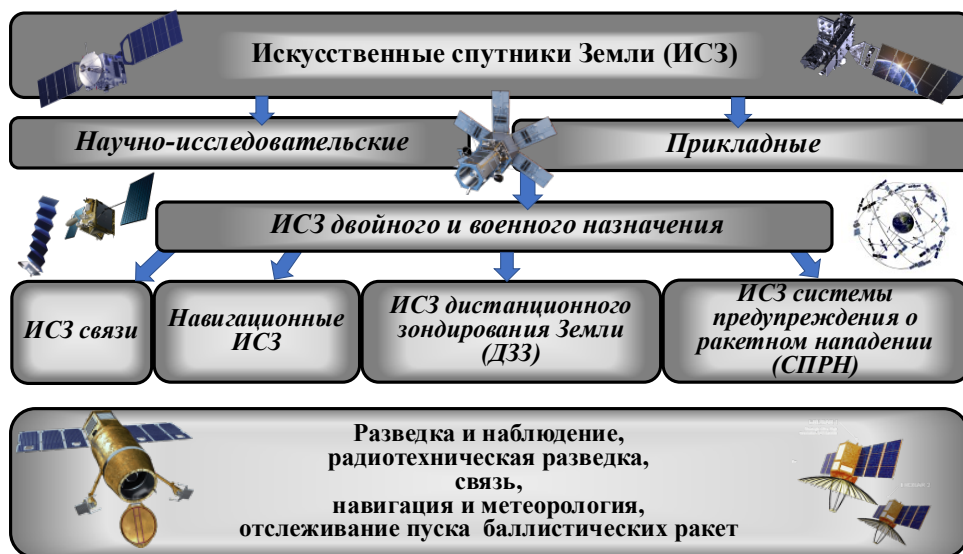 Искусственные спутники Земли (ИСЗ)
Научно-исследовательские
Прикладные
ИСЗ двойного и военного назначения
ИСЗ связи
Навигационные
ИСЗ
ИСЗ дистанционного
зондирования Земли
(ДЗЗ)
ИСЗ системы
предупреждения о
ракетном нападении
(СПРН)
Разведка и наблюдение,
радиотехническая разведка,
связь,
навигация и метеорология,
отслеживание пуска баллистических ракет